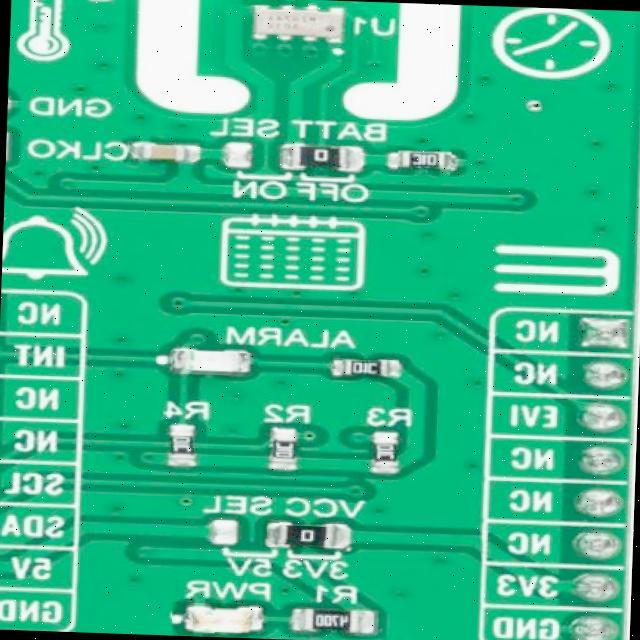 U1
GND
BATT SEL
CLKO
0
OFF ON
NC
INT
NC
NC
SCL
SDA
5V
GND
ALARM
R4
R2
R3
VCC SEL
0
3V3 5V
PWR
R1
4700
NC
NC
EVI
NC
NC
NC
3V3
GND